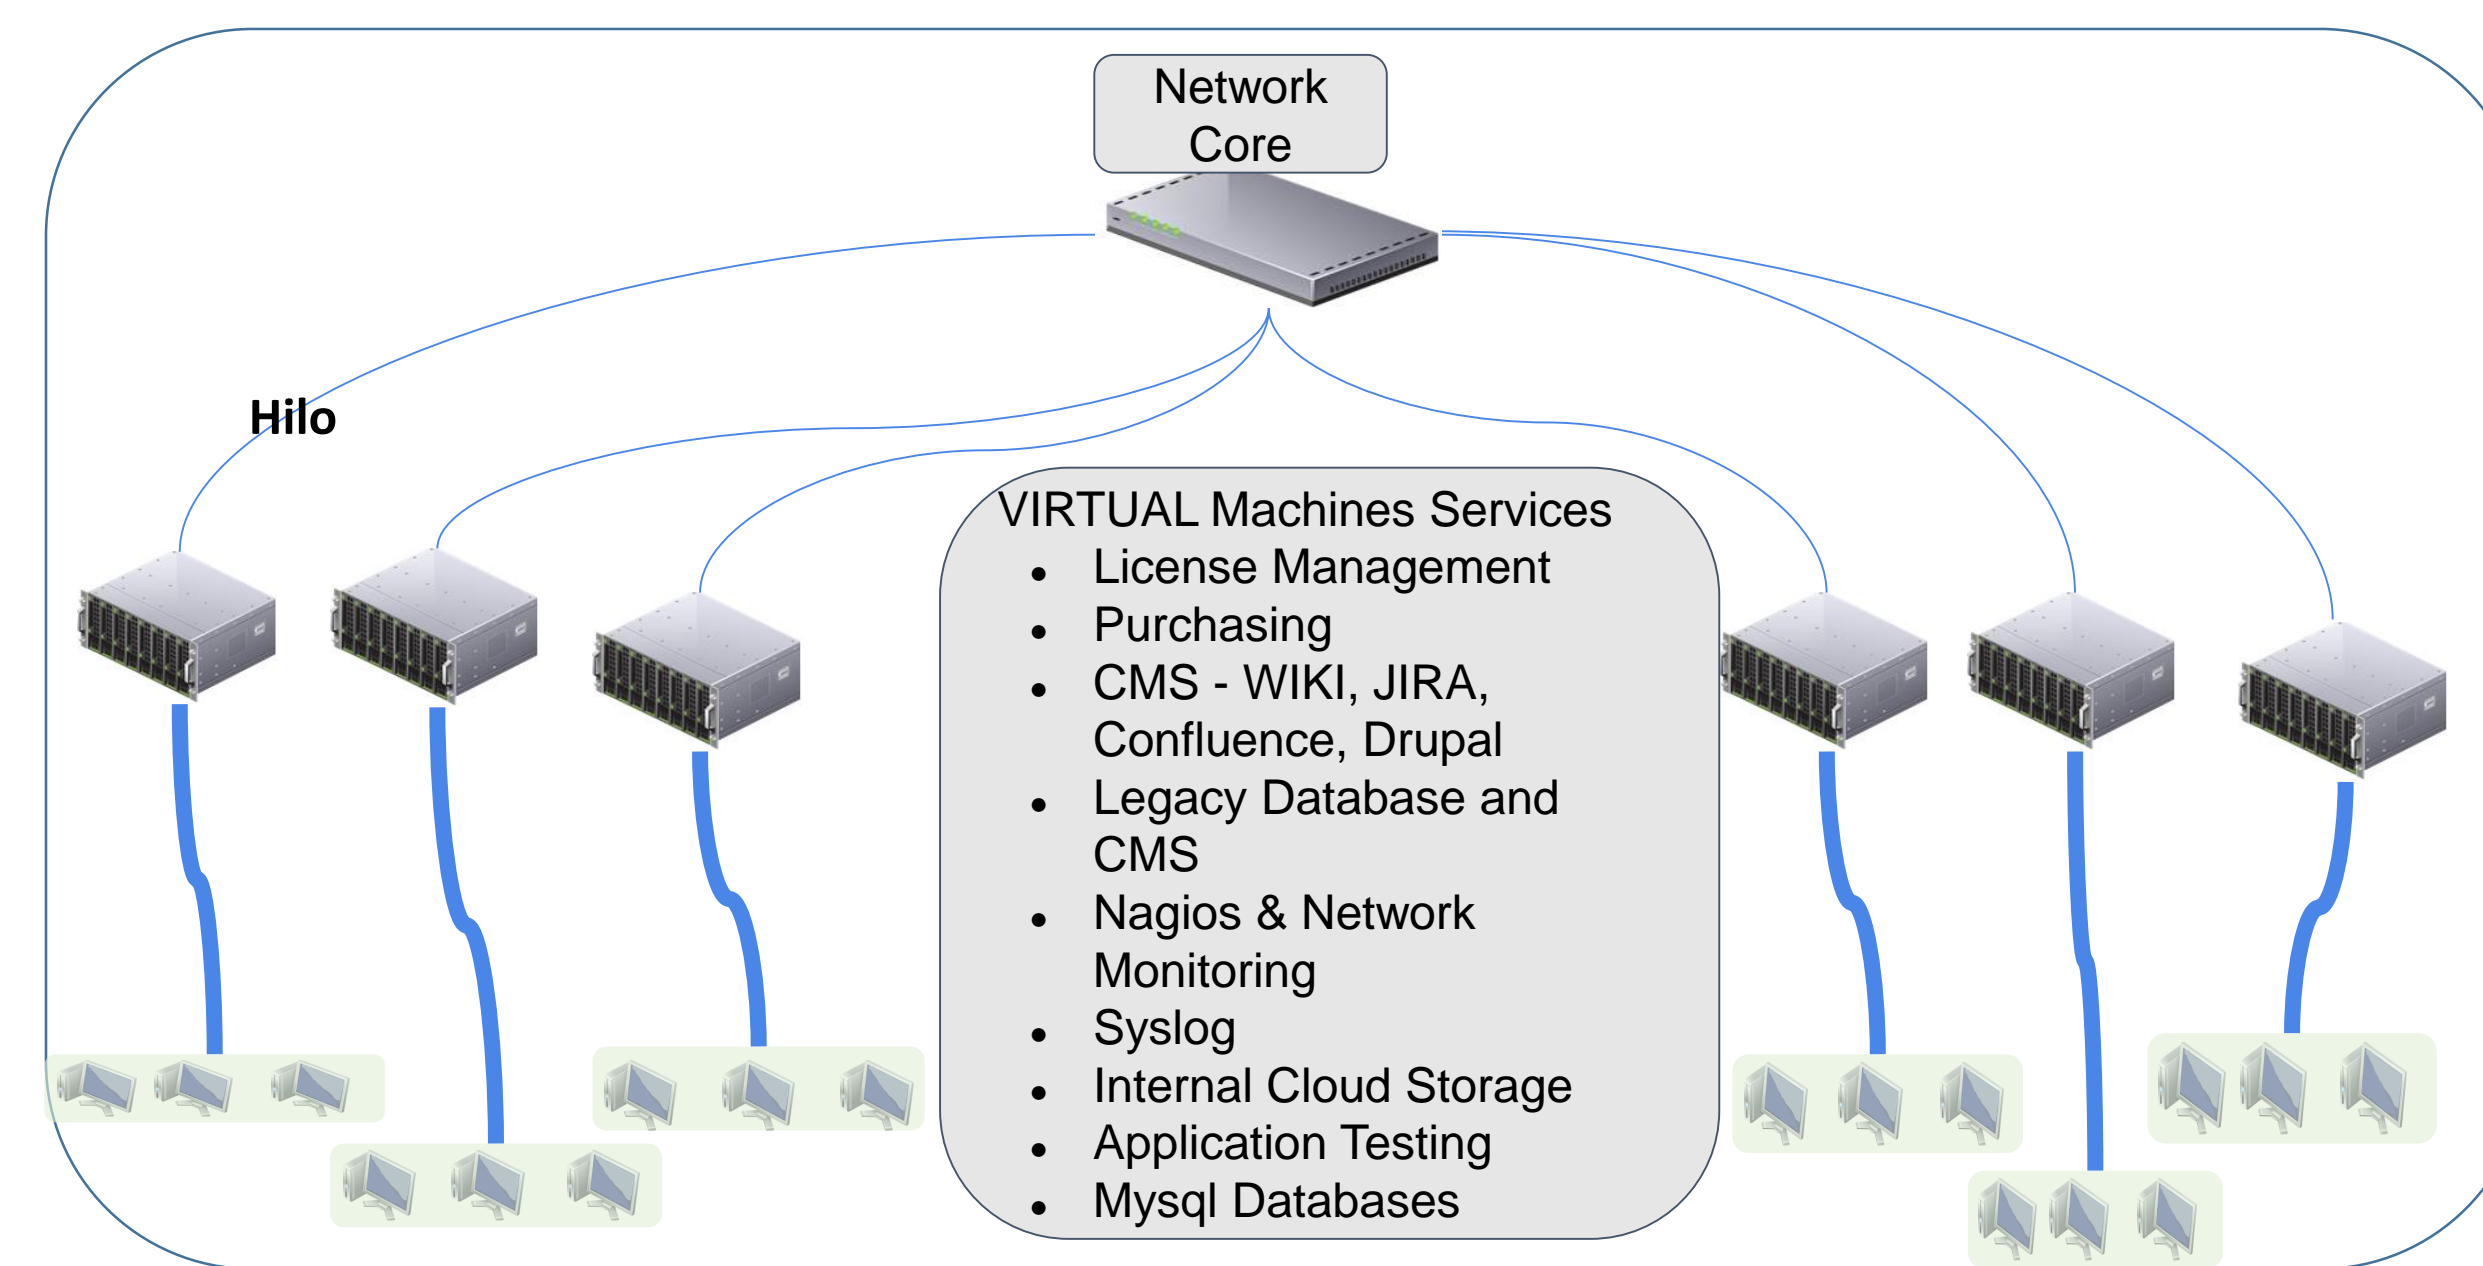 Network
Core
Hilo
VIRTUAL Machines Services
● License Management
● Purchasing
● CMS - WIKI, JIRA,
Confluence, Drupal
● Legacy Database and
CMS
● Nagios & Network
Monitoring
● Syslog
● Internal Cloud Storage
● Application Testing
● Mysql Databases